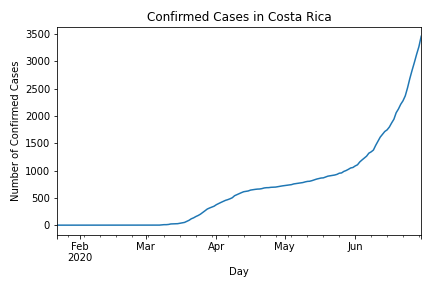 Confirmed Cases in Costa Rica
Number of Confirmed Cases
3500
3000
2500
2000
1500
1000
500
0
Feb
2020
Mar
Apr
May
Jun
Day